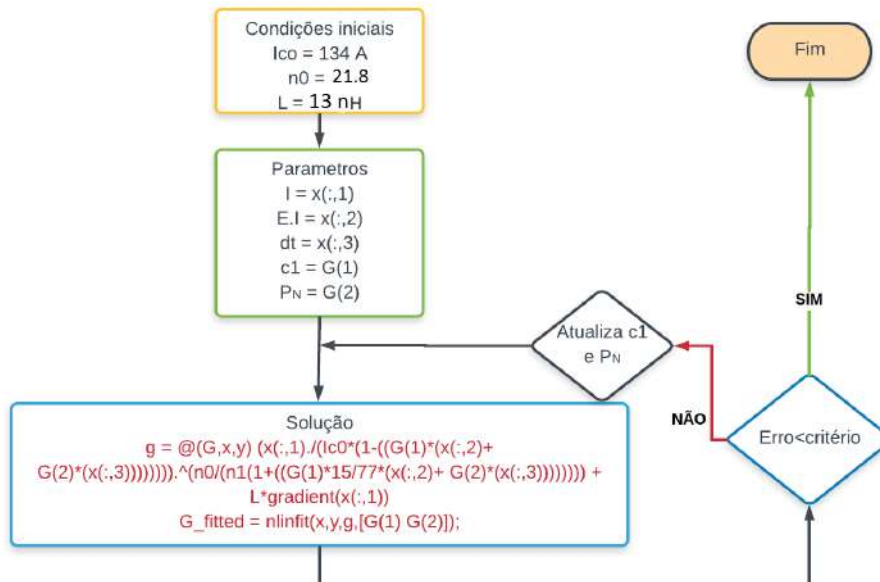 Condições iniciais
Ico = 134 A
n0 = 21.8
L = 13 nH
Fim
Parametros
I = x(:,1)
E.I = x(:,2)
dt = x(:,3)
c1 = G(1)
PN = G(2)
SIM
Atualiza c1
e PN
NÃO
Erro<critério
Solução
g = @(G,x,y) (x(:,1)./(Ic0*(1-((G(1)*(x(:,2)+
G(2)*(x(:,3)))))))).^(n0/(n1(1+((G(1)*15/77*(x(:,2)+ G(2)*(x(:,3)))))))) +
L*gradient(x(:,1))
G_fitted = nlinfit(x,y,g,[G(1) G(2)]);